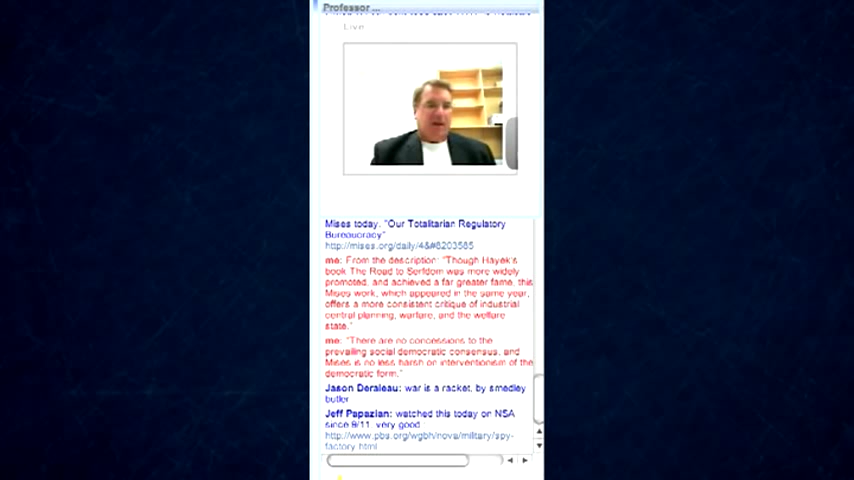 Professor ...
Live
Mises today. "Our Totalitarian Regulatory
Bureaucracy"
http://mises.org/daily/4&#8203585
me: From the description: "Though Hayek's
book The Road to Serfdom was more widely
promoted, and achieved a far greater fame, this
Mises work, which appeared in the same year,
offers a more consistent critique of industrial
central planning, warfare, and the welfare
state."
me: "There are no concessions to the
prevailing social democratic consensus, and
Mises is no less harsh on interventionism of the
democratic form."
Jason Deraleau: war is a racket, by smedley
butler
Jeff Papazian: watched this today on NSA
since 9/11. very good
http://www.pbs.org/wgbh/nova/military/spy-
factory.html